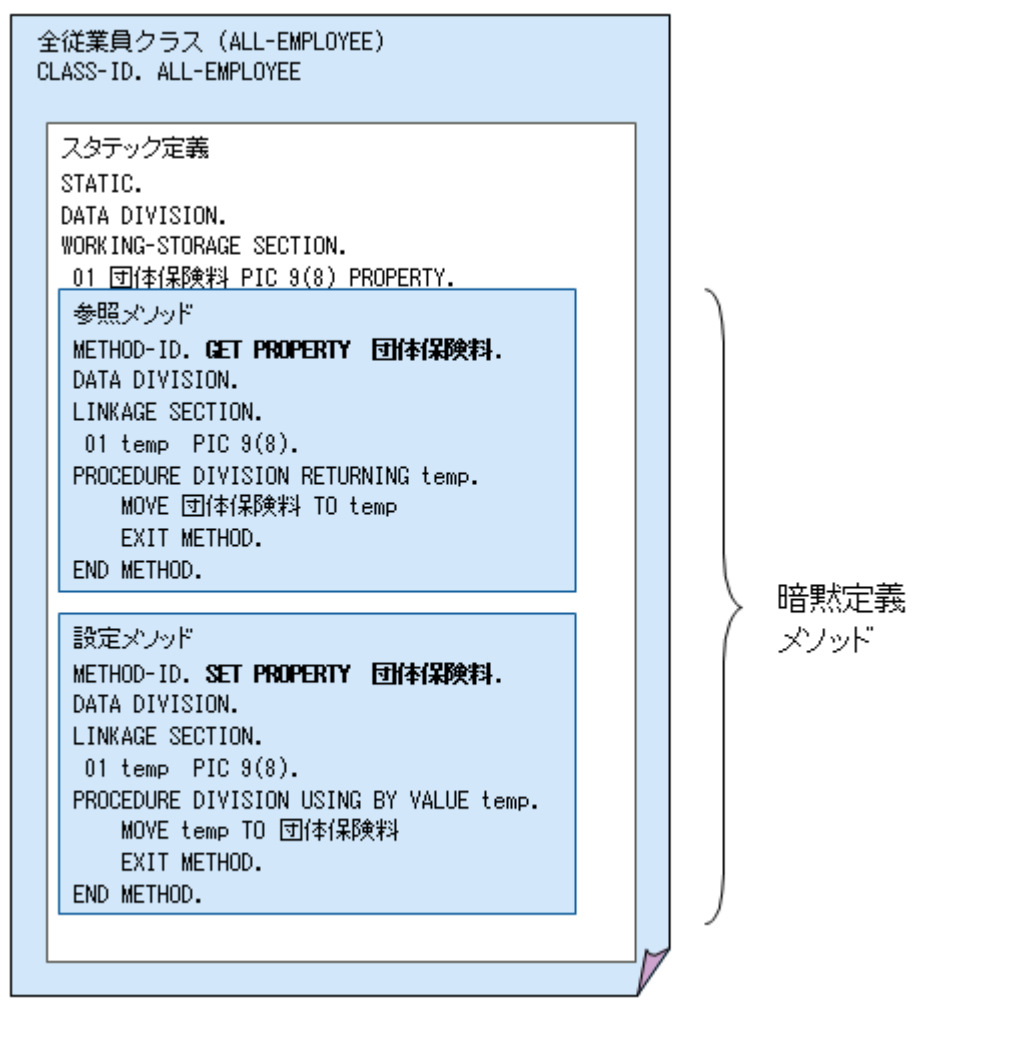 全従業員クラス（ALL-EMPLOYEE）
CLASS-ID. ALL-EMPLOYEE
スタテック定義
STATIC.
DATA DIVISION.
WORKING-STORAGE SECTION.
01 団体保険料 PIC 9(8) PROPERTY.
参照メソッド
METHOD-ID. GET PROPERTY 団体保険料.
DATA DIVISION.
LINKAGE SECTION.
01 temp PIC 9(8).
PROCEDURE DIVISION RETURNING temp.
MOVE 団体保険料 TO temp
EXIT METHOD.
END METHOD.
設定メソッド
METHOD-ID. SET PROPERTY 団体保険料.
DATA DIVISION.
LINKAGE SECTION.
01 temp PIC 9(8).
PROCEDURE DIVISION USING BY VALUE temp.
MOVE temp TO 団体保険料
EXIT METHOD.
END METHOD.
暗黙定義
メソッド